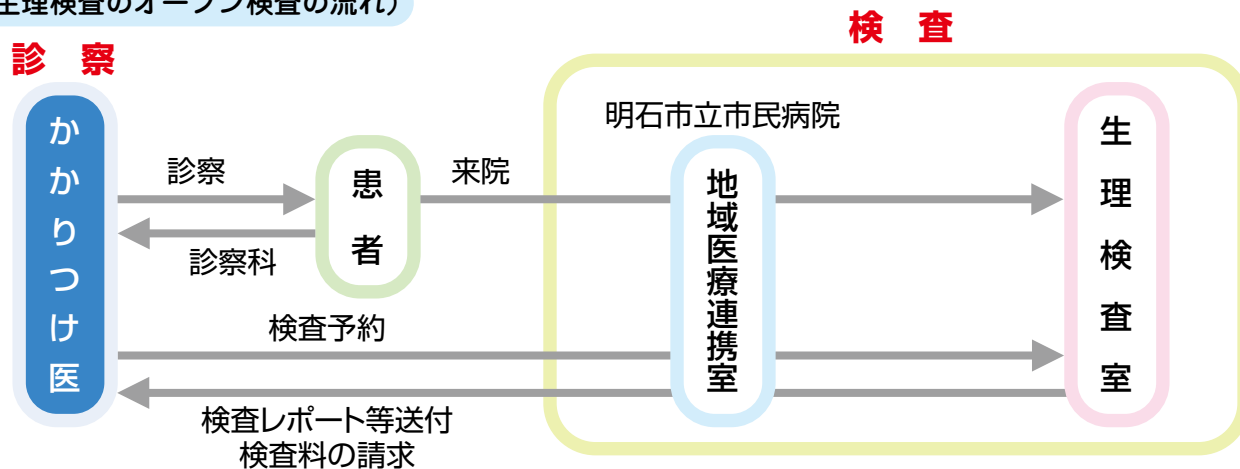 生理検査のオープン検査の流れ)
診 察
検 査
かかりつけ医
診察
診察科
患者
来院
明石市立市民病院
地域医療連携室
生理検査室
検査予約
検査レポート等送付
検査料の請求